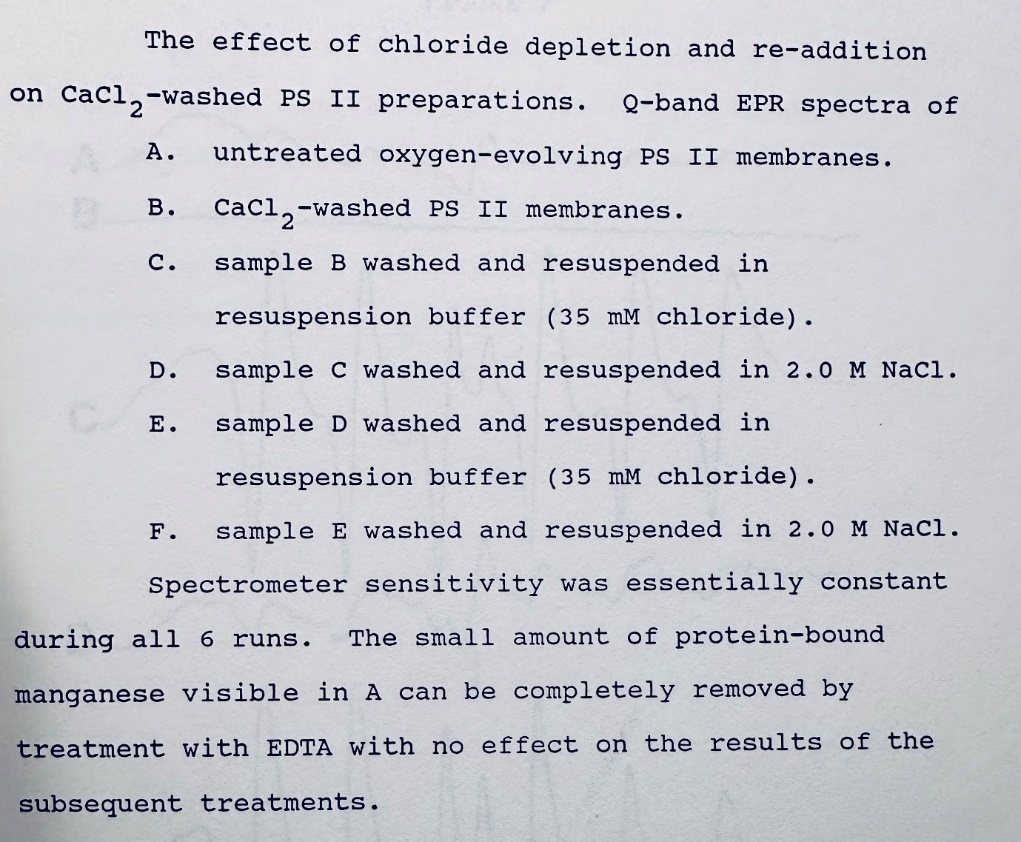 The effect of chloride depletion and re-addition
on CaCl₂-washed PS II preparations. Q-band EPR spectra of
A. untreated oxygen-evolving PS II membranes.
B. CaCl₂-washed PS II membranes.
C. sample B washed and resuspended in
resuspension buffer (35 mM chloride).
D. sample C washed and resuspended in 2.0 M NaCl.
E. sample D washed and resuspended in
resuspension buffer (35 mM chloride).
F. sample E washed and resuspended in 2.0 M NaCl.
Spectrometer sensitivity was essentially constant
during all 6 runs. The small amount of protein-bound
manganese visible in A can be completely removed by
treatment with EDTA with no effect on the results of the
subsequent treatments.